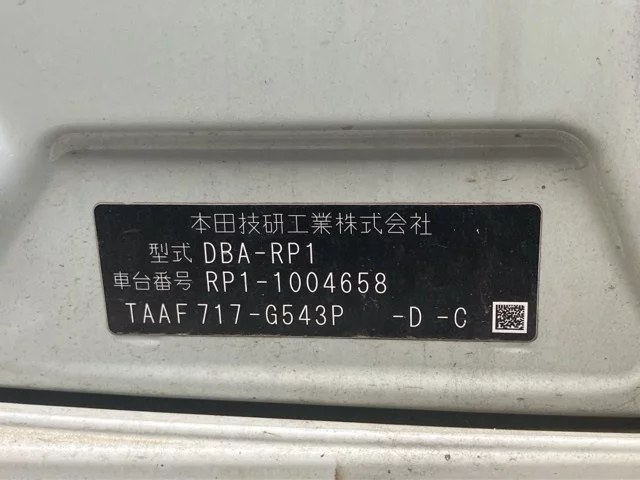 本田技研工業株式会社
型式 DBA-RP1
車台番号 RP1-1004658
TAAF717-G543P -D -C